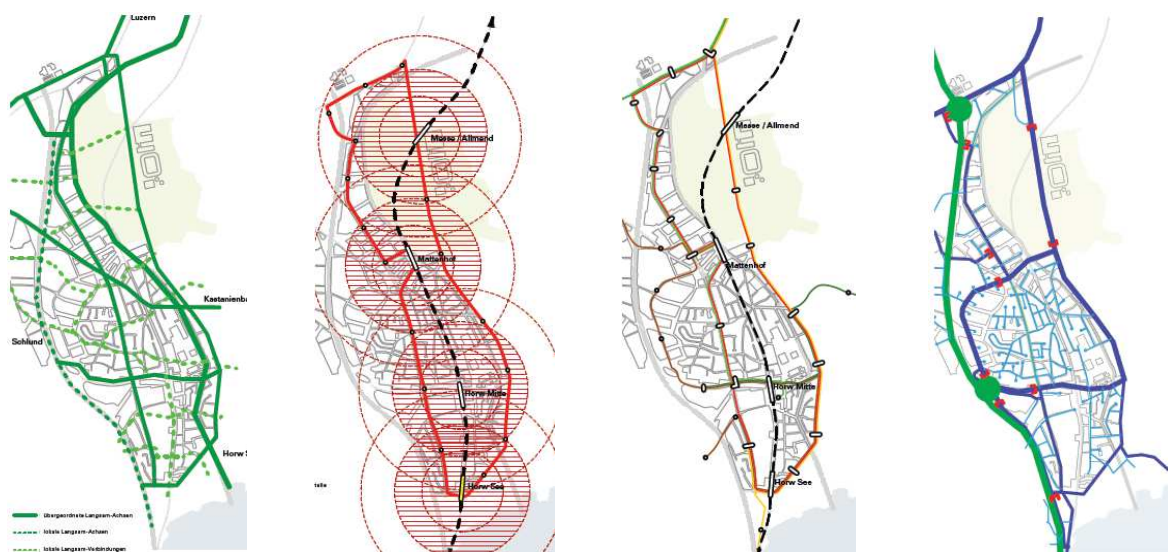 Luzern
Kastanienba
Schlund
Horw S
übergeordnete Langsam-Achsen
lokale Langsam-Achsen
lokale Langsam-Verbindungen
Messe / Allmend
Mattenhof
Horw Mitte
Horw See
talle
Messe / Allmend
Mattenhof
Horw Mitte
Horw See